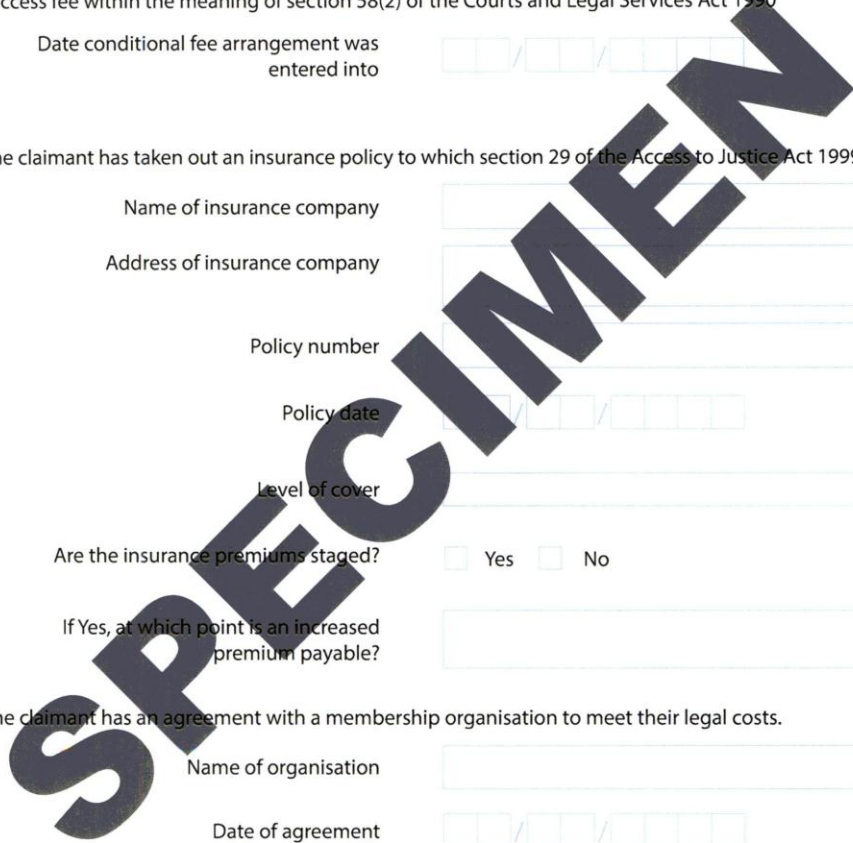 ccess fee within the meaning of section 58(2) of the Courts and Legal Services Act 1990
Date conditional fee arrangement was
entered into
/ /
ne claimant has taken out an insurance policy to which section 29 of the Access to Justice Act 1999
Name of insurance company
Address of insurance company
Policy number
Policy date
/ /
Level of cover
Are the insurance premiums staged?
Yes No
If Yes, at which point is an increased
premium payable?
ne claimant has an agreement with a membership organisation to meet their legal costs.
Name of organisation
Date of agreement
/ /
SPECIMEN